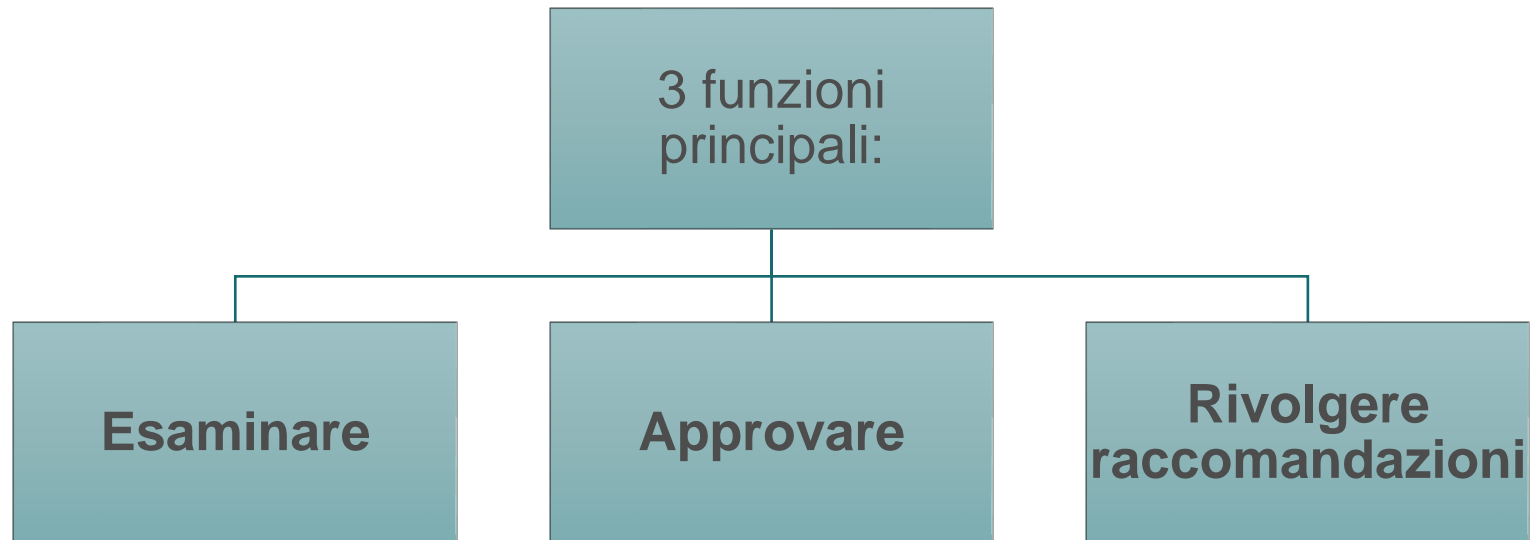 3 funzioni
principali:
Esaminare
Approvare
Rivolgere
raccomandazioni